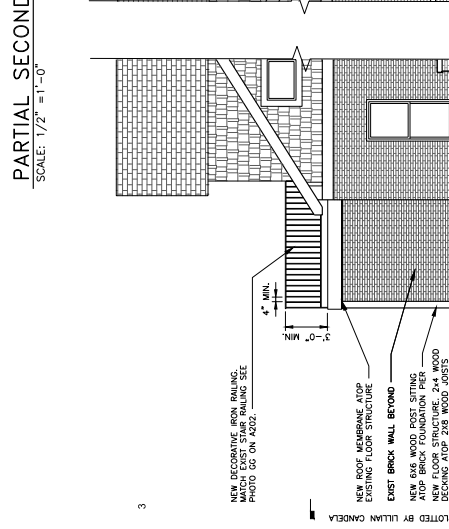 PARTIAL SECOND
SCALE: 1/2" =1'-0"
3
NEW DECORATIVE IRON RAILING.
MATCH EXIST STAIR RAILING SEE
PHOTO GG ON A202.
4" MIN.
3'-0" MIN.
NEW ROOF MEMBRANE ATOP
EXISTING FLOOR STRUCTURE
EXIST BRICK WALL BEYOND
NEW 6X6 WOOD POST SITTING
ATOP BRICK FOUNDATION PIER
NEW FLOOR STRUCTURE, 2x4 WOOD
DECKING ATOP 2X8 WOOD JOISTS
LOTTED BY LILLIAN CANDELA